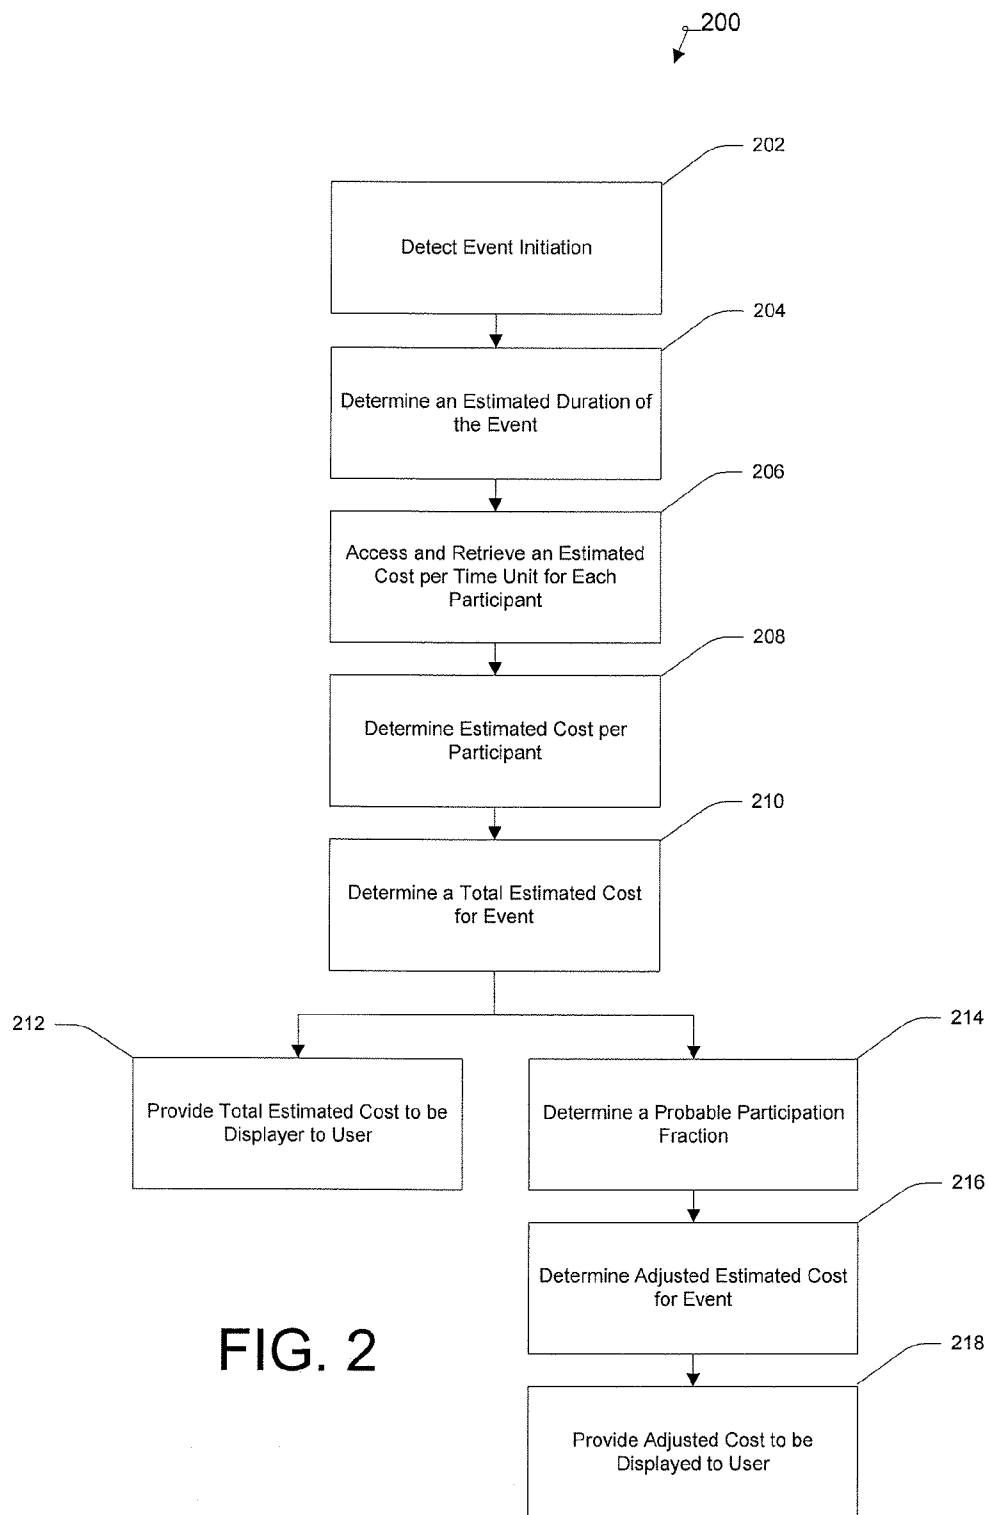 200
202
Detect Event Initiation
204
Determine an Estimated Duration of
the Event
206
Access and Retrieve an Estimated
Cost per Time Unit for Each
Participant
208
Determine Estimated Cost per
Participant
210
Determine a Total Estimated Cost
for Event
212
Provide Total Estimated Cost to be
Displayer to User
214
Determine a Probable Participation
Fraction
216
Determine Adjusted Estimated Cost
for Event
218
Provide Adjusted Cost to be
Displayed to User
FIG. 2